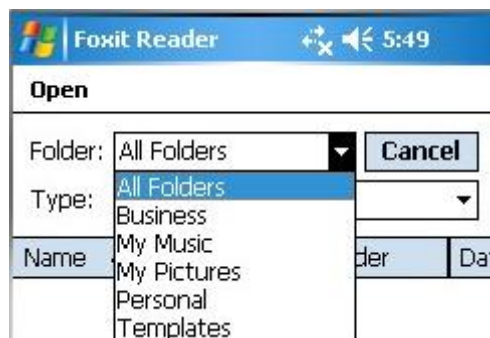 Foxit Reader 5:49
Open
Folder: All Folders Cancel
All Folders
Type:
Business
My Music
Name der Da
My Pictures
Personal
Templates